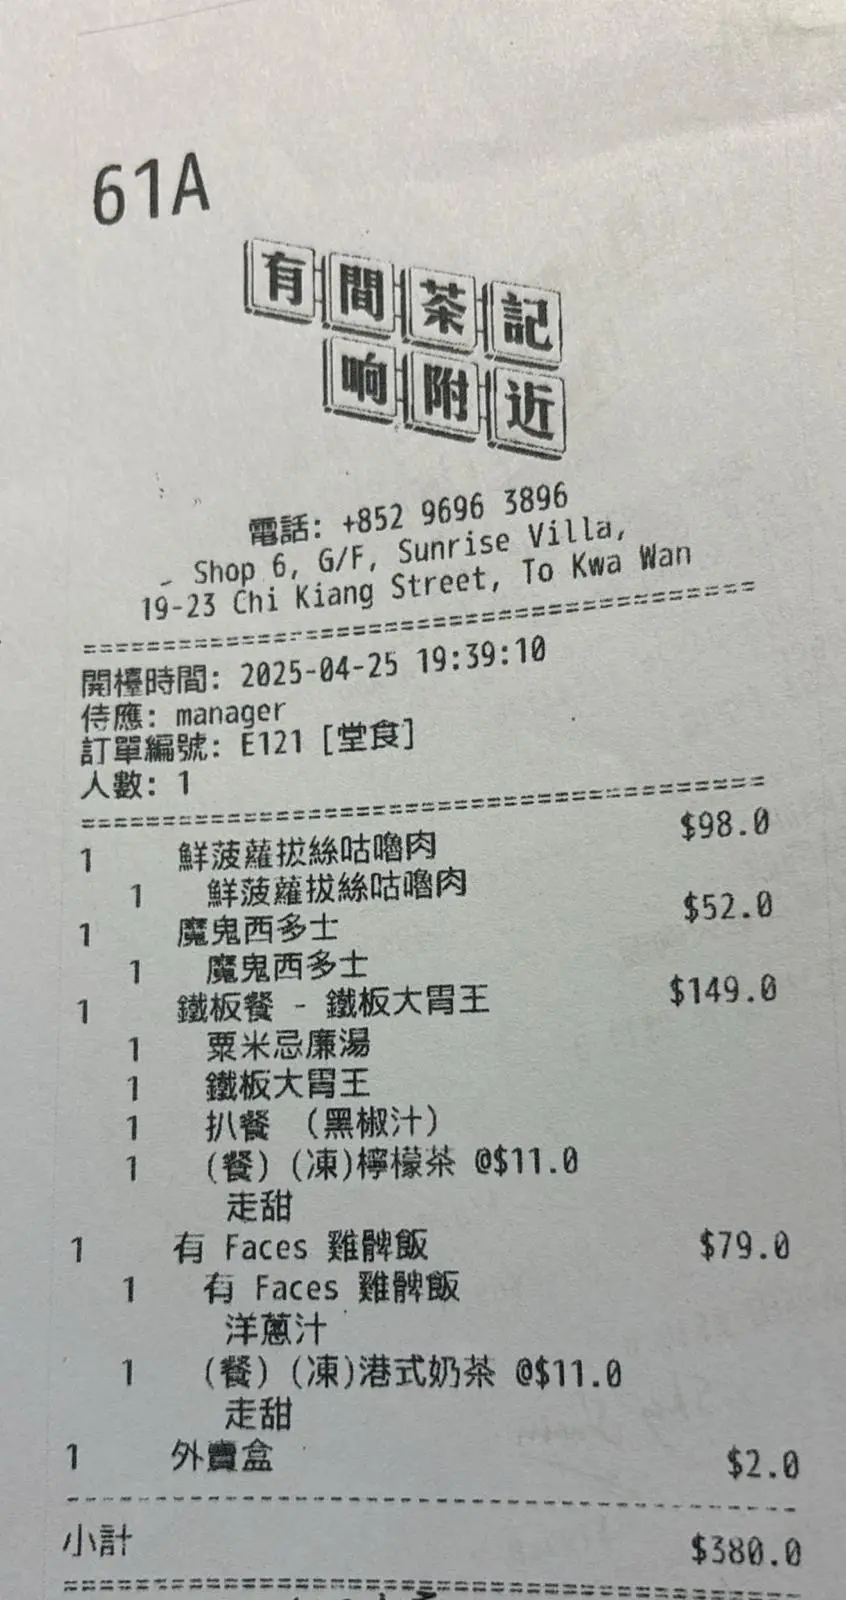 61A
有間茶記
响附近
電話: +852 9696 3896
Shop 6, G/F, Sunrise Villa,
19-23 Chi Kiang Street, To Kwa Wan
開檯時間: 2025-04-25 19:39:10
侍應: manager
訂單編號: E121 [堂食]
人數: 1
1 鮮菠蘿拔絲咕嚕肉 $98.0
1 鮮菠蘿拔絲咕嚕肉
1 魔鬼西多士 $52.0
1 魔鬼西多士
1 鐵板餐 - 鐵板大胃王 $149.0
1 粟米忌廉湯
1 鐵板大胃王
1 扒餐 (黑椒汁)
1 (餐) (凍)檸檬茶 @$11.0
走甜
1 有 Faces 雞髀飯 $79.0
1 有 Faces 雞髀飯
洋蔥汁
1 (餐) (凍)港式奶茶 @$11.0
走甜
1 外賣盒 $2.0
小計 $380.0